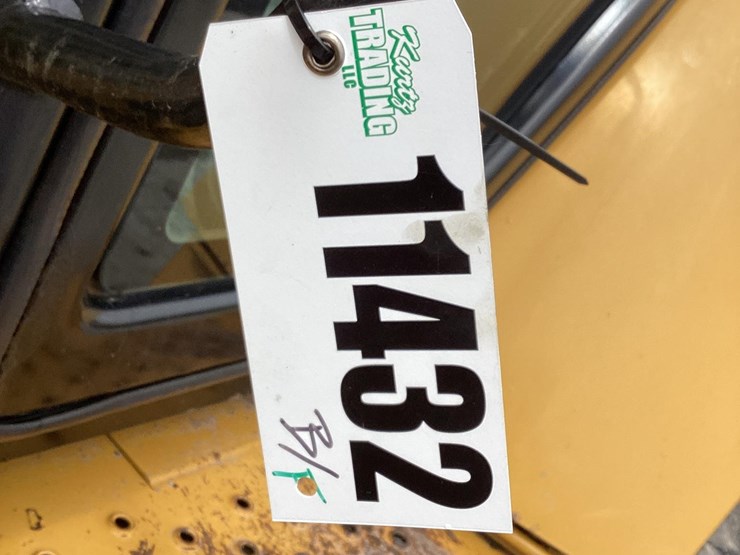 Kurtz
TRADING
LLC
11432
B/F